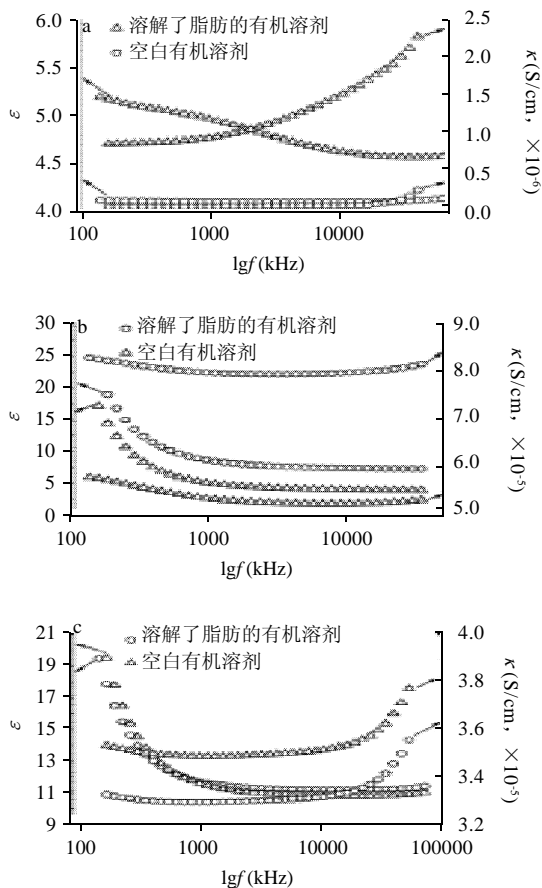 a
溶解了脂肪的有机溶剂
空白有机溶剂
6.0
5.5
5.0
4.5
4.0
ε
2.5
2.0
1.5
1.0
0.5
0.0
κ(S/cm, ×10⁻⁶)
100
1000
10000
lgf(kHz)
b
溶解了脂肪的有机溶剂
空白有机溶剂
30
25
20
15
10
5
0
ε
9.0
8.0
7.0
6.0
5.0
κ(S/cm, ×10⁻⁵)
100
1000
10000
lgf(kHz)
c
溶解了脂肪的有机溶剂
空白有机溶剂
21
19
17
15
13
11
9
ε
4.0
3.8
3.6
3.4
3.2
κ(S/cm, ×10⁻⁵)
100
1000
10000
100000
lgf(kHz)